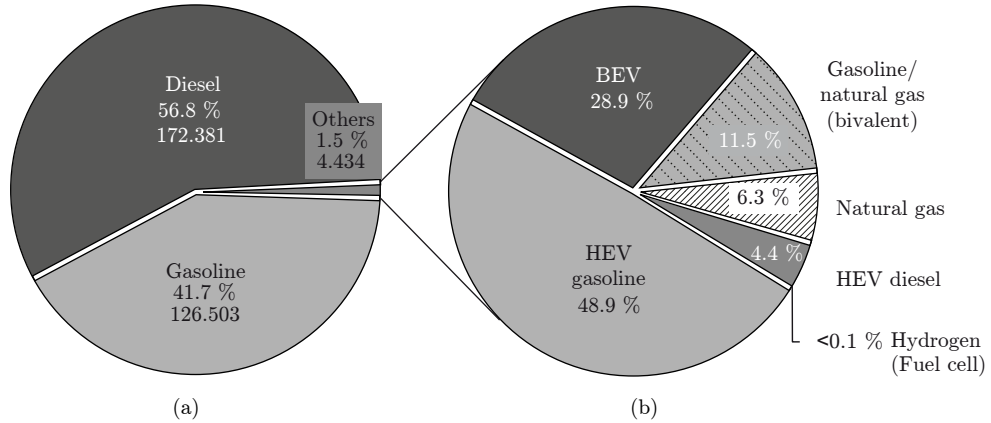 Diesel
56.8 %
172.381
Others
1.5 %
4.434
Gasoline
41.7 %
126.503
(a)
BEV
28.9 %
Gasoline/
natural gas
(bivalent)
11.5 %
6.3 %
Natural gas
4.4 %
HEV diesel
HEV
gasoline
48.9 %
<0.1 % Hydrogen
(Fuel cell)
(b)